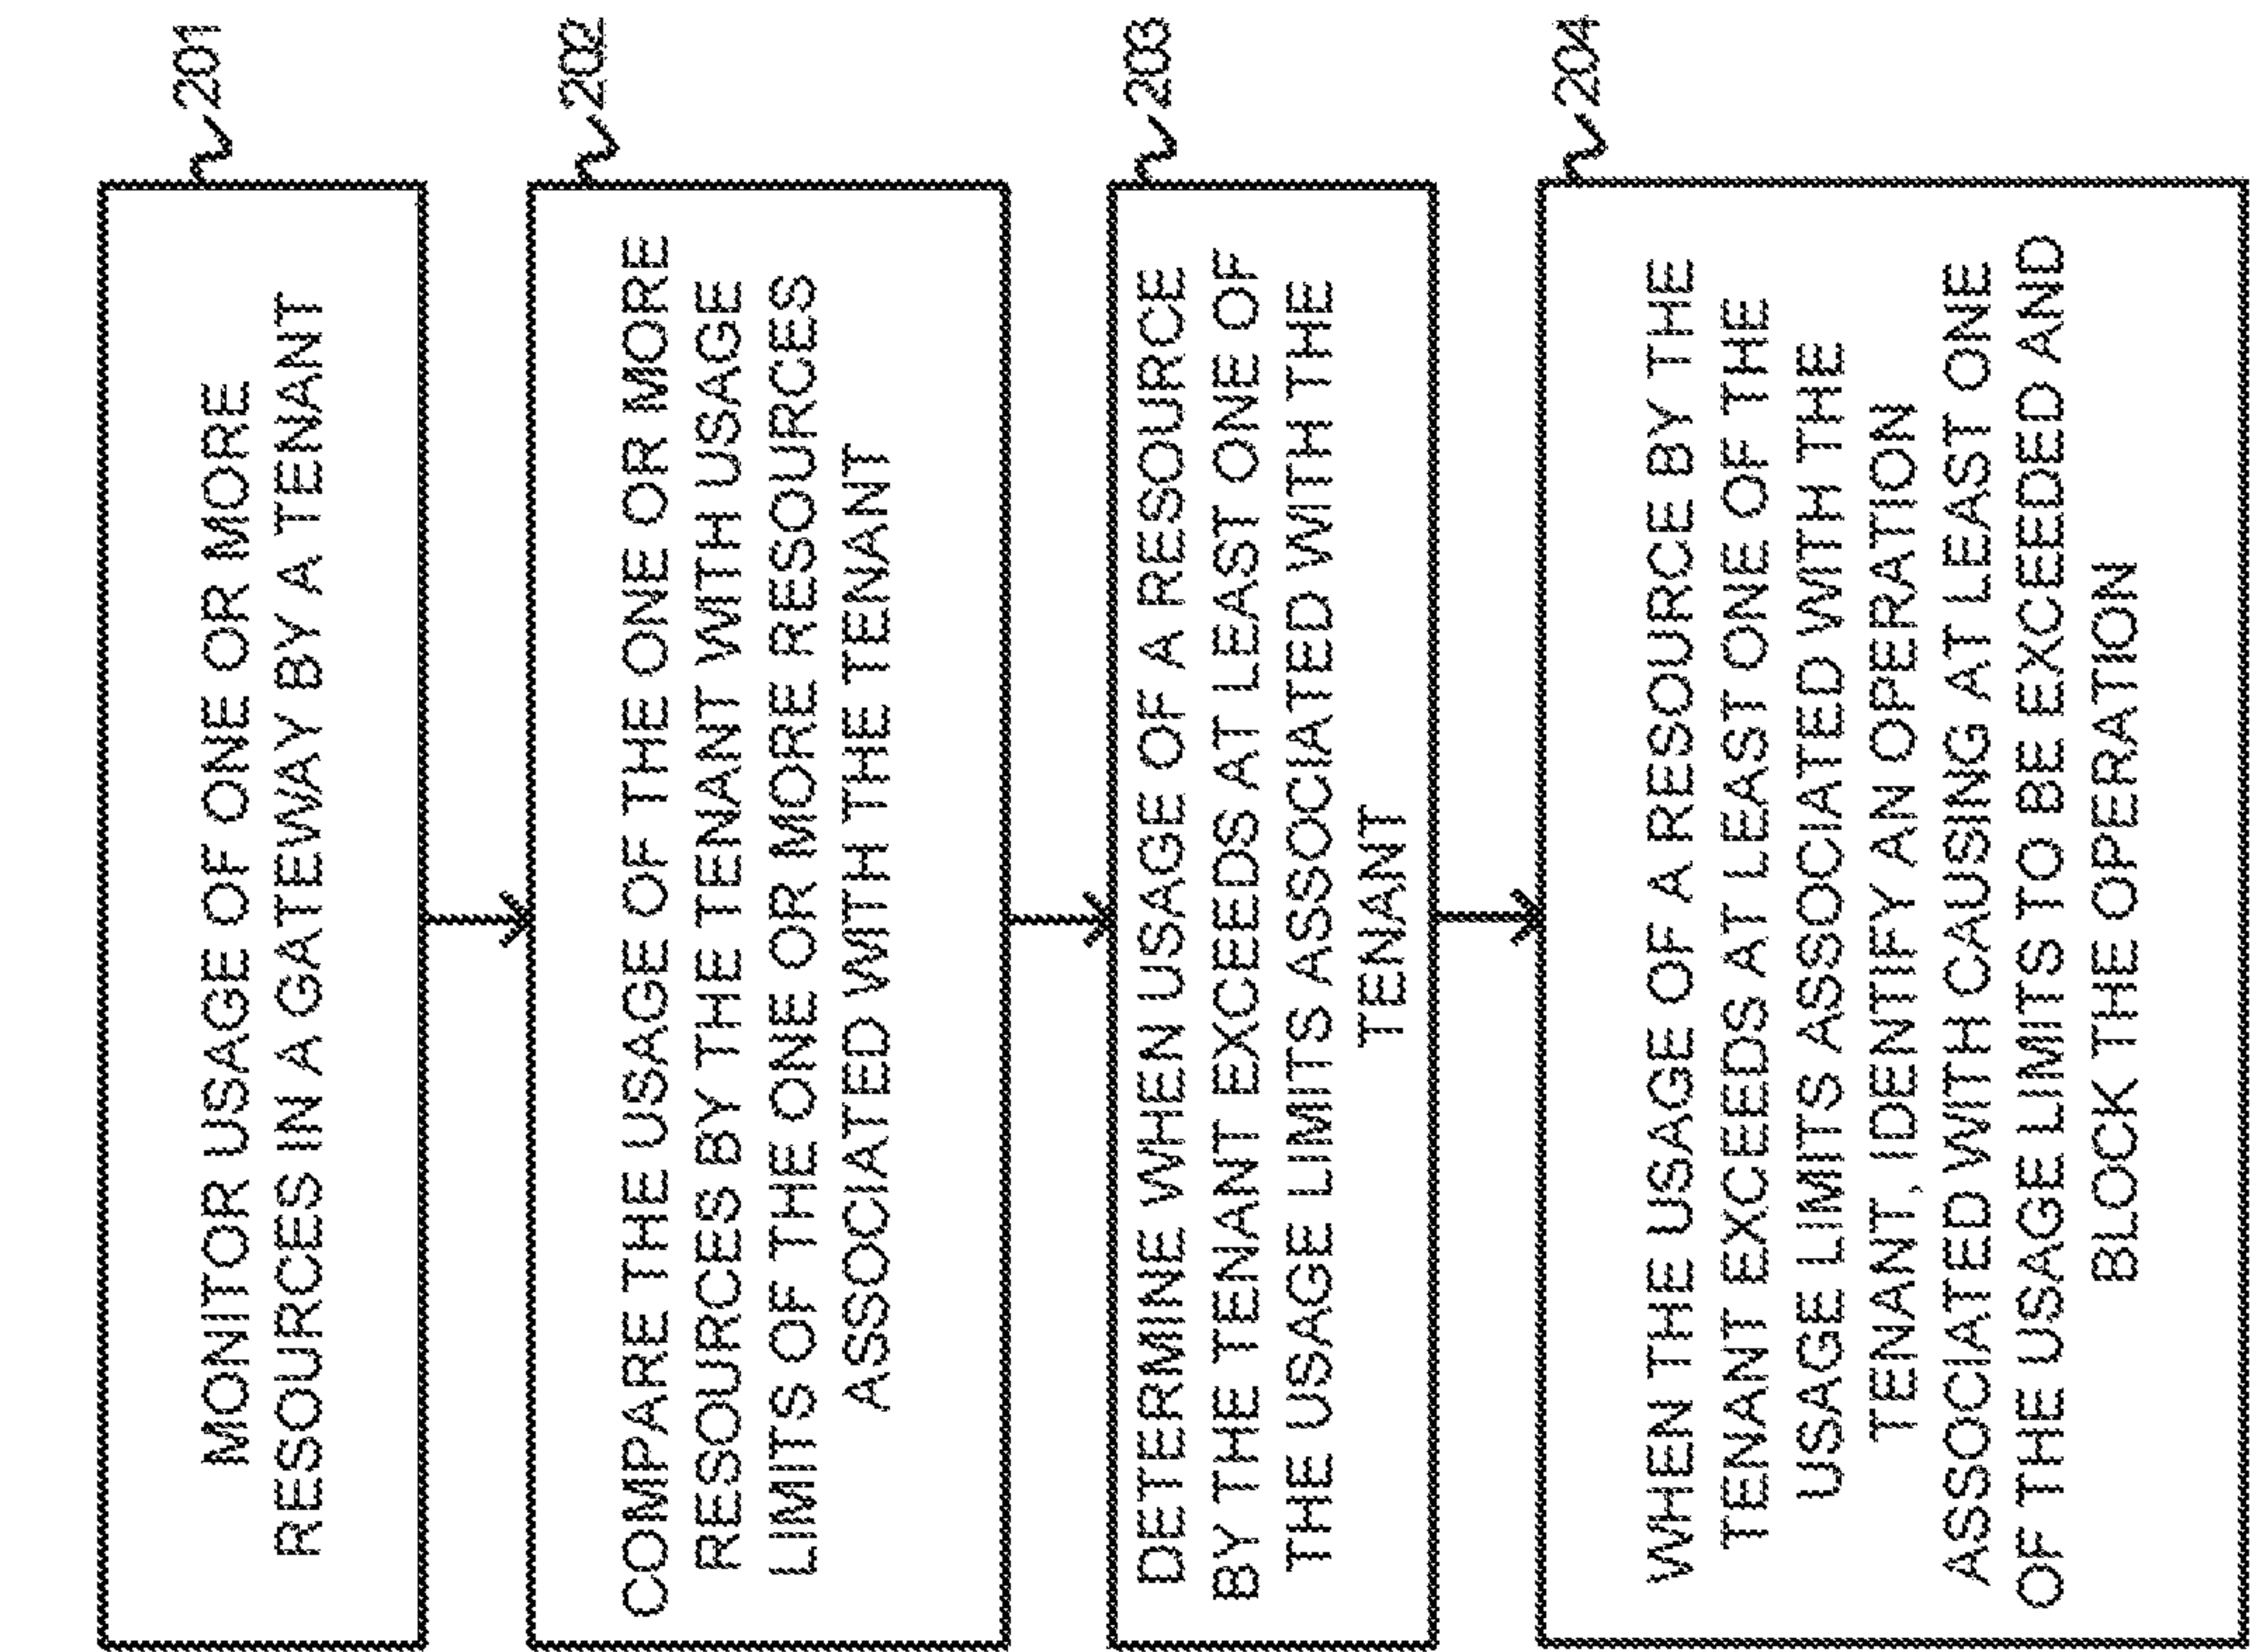 201
MONITOR USAGE OF ONE OR MORE
RESOURCES IN A GATEWAY BY A TENANT
202
COMPARE THE USAGE OF THE ONE OR MORE
RESOURCES BY THE TENANT WITH USAGE
LIMITS OF THE ONE OR MORE RESOURCES
ASSOCIATED WITH THE TENANT
203
DETERMINE WHEN USAGE OF A RESOURCE
BY THE TENANT EXCEEDS AT LEAST ONE OF
THE USAGE LIMITS ASSOCIATED WITH THE
TENANT
204
WHEN THE USAGE OF A RESOURCE BY THE
TENANT EXCEEDS AT LEAST ONE OF THE
USAGE LIMITS ASSOCIATED WITH THE
TENANT, IDENTIFY AN OPERATION
ASSOCIATED WITH CAUSING AT LEAST ONE
OF THE USAGE LIMITS TO BE EXCEEDED AND
BLOCK THE OPERATION